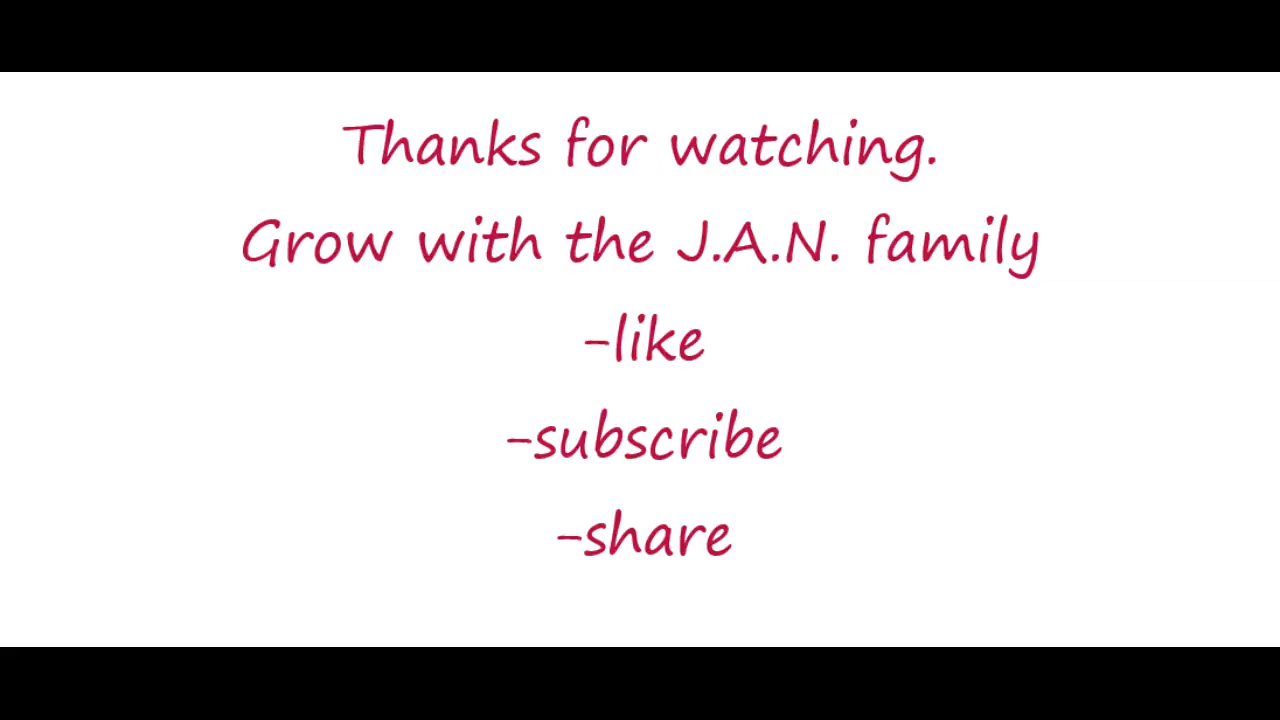 Thanks for watching.
Grow with the J.A.N. family
-like
-subscribe
-share